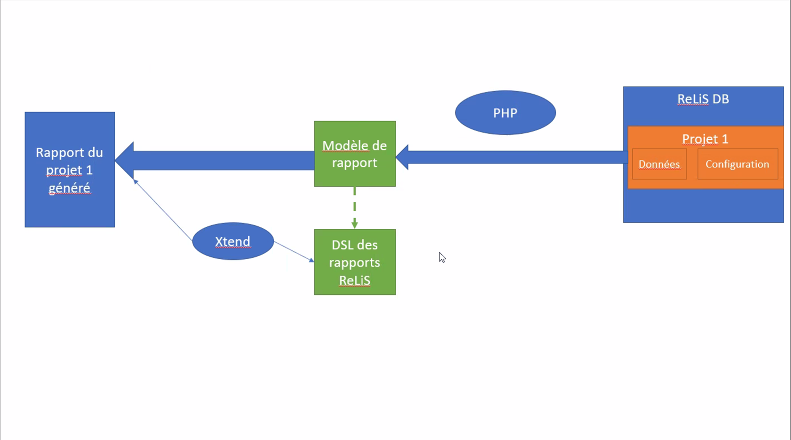 Rapport du
projet 1
généré
Xtend
Modèle de
rapport
DSL des
rapports
ReLiS
PHP
ReLiS DB
Projet 1
Données
Configuration